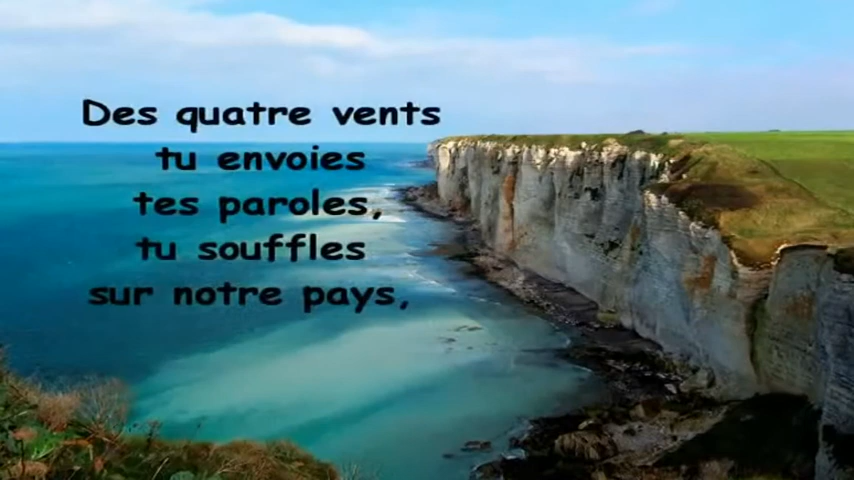 Des quatre vents
tu envoies
tes paroles,
tu souffles
sur notre pays,